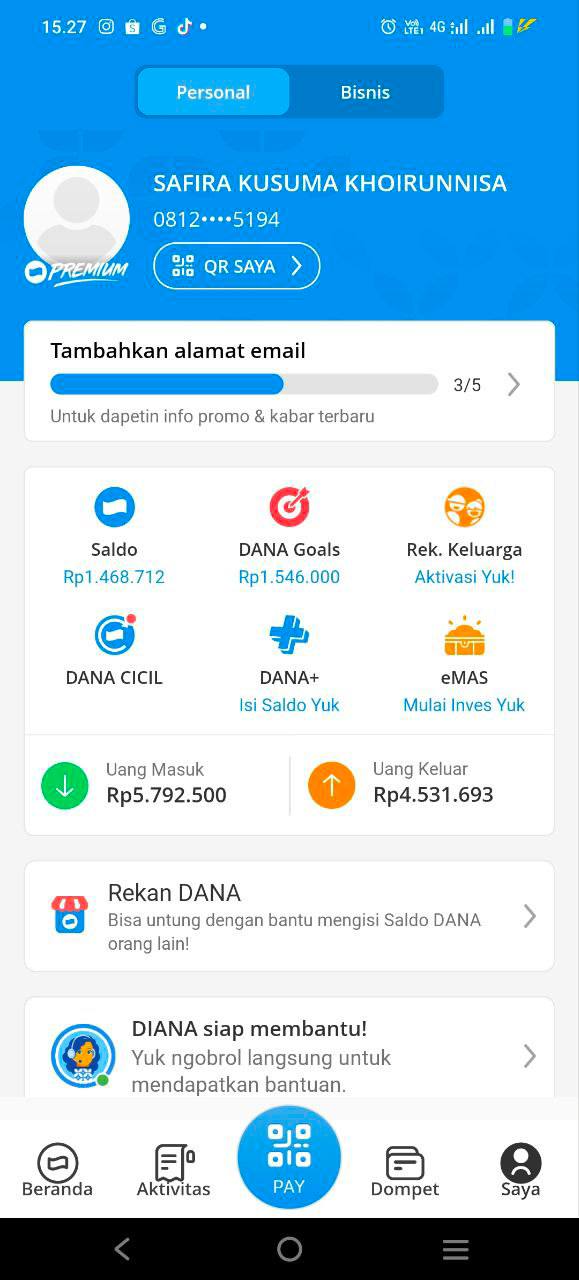 15.27
VoI) LTE1 4G
Personal
Bisnis
SAFIRA KUSUMA KHOIRUNNISA
0812••••5194
PREMIUM
QR SAYA
Tambahkan alamat email
3/5
Untuk dapetin info promo & kabar terbaru
Saldo
DANA Goals
Rek. Keluarga
Rp1.468.712
Rp1.546.000
Aktivasi Yuk!
DANA CICIL
DANA+
eMAS
Isi Saldo Yuk
Mulai Inves Yuk
Uang Masuk
Rp5.792.500
Uang Keluar
Rp4.531.693
Rekan DANA
Bisa untung dengan bantu mengisi Saldo DANA
orang lain!
DIANA siap membantu!
Yuk ngobrol langsung untuk
mendapatkan bantuan.
Beranda
Aktivitas
PAY
Dompet
Saya